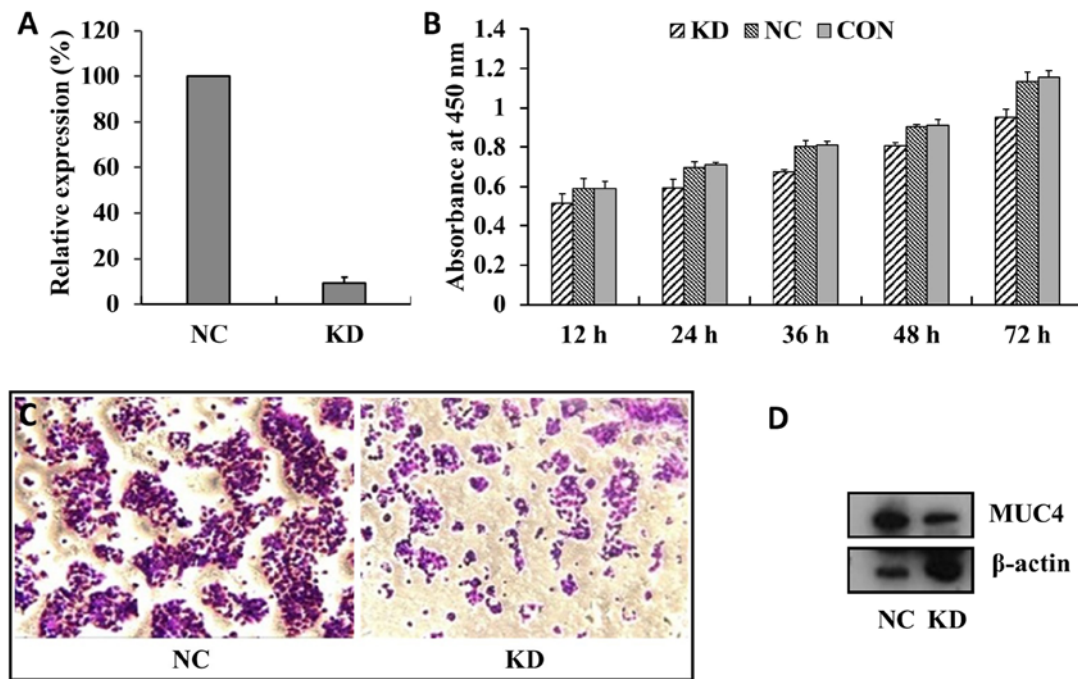 A
Relative expression (%)
120
100
80
60
40
20
0
NC KD
B
KD NC CON
Absorbance at 450 nm
1.4
1.2
1
0.8
0.6
0.4
0.2
0
12 h 24 h 36 h 48 h 72 h
C
NC KD
D
MUC4
β-actin
NC KD